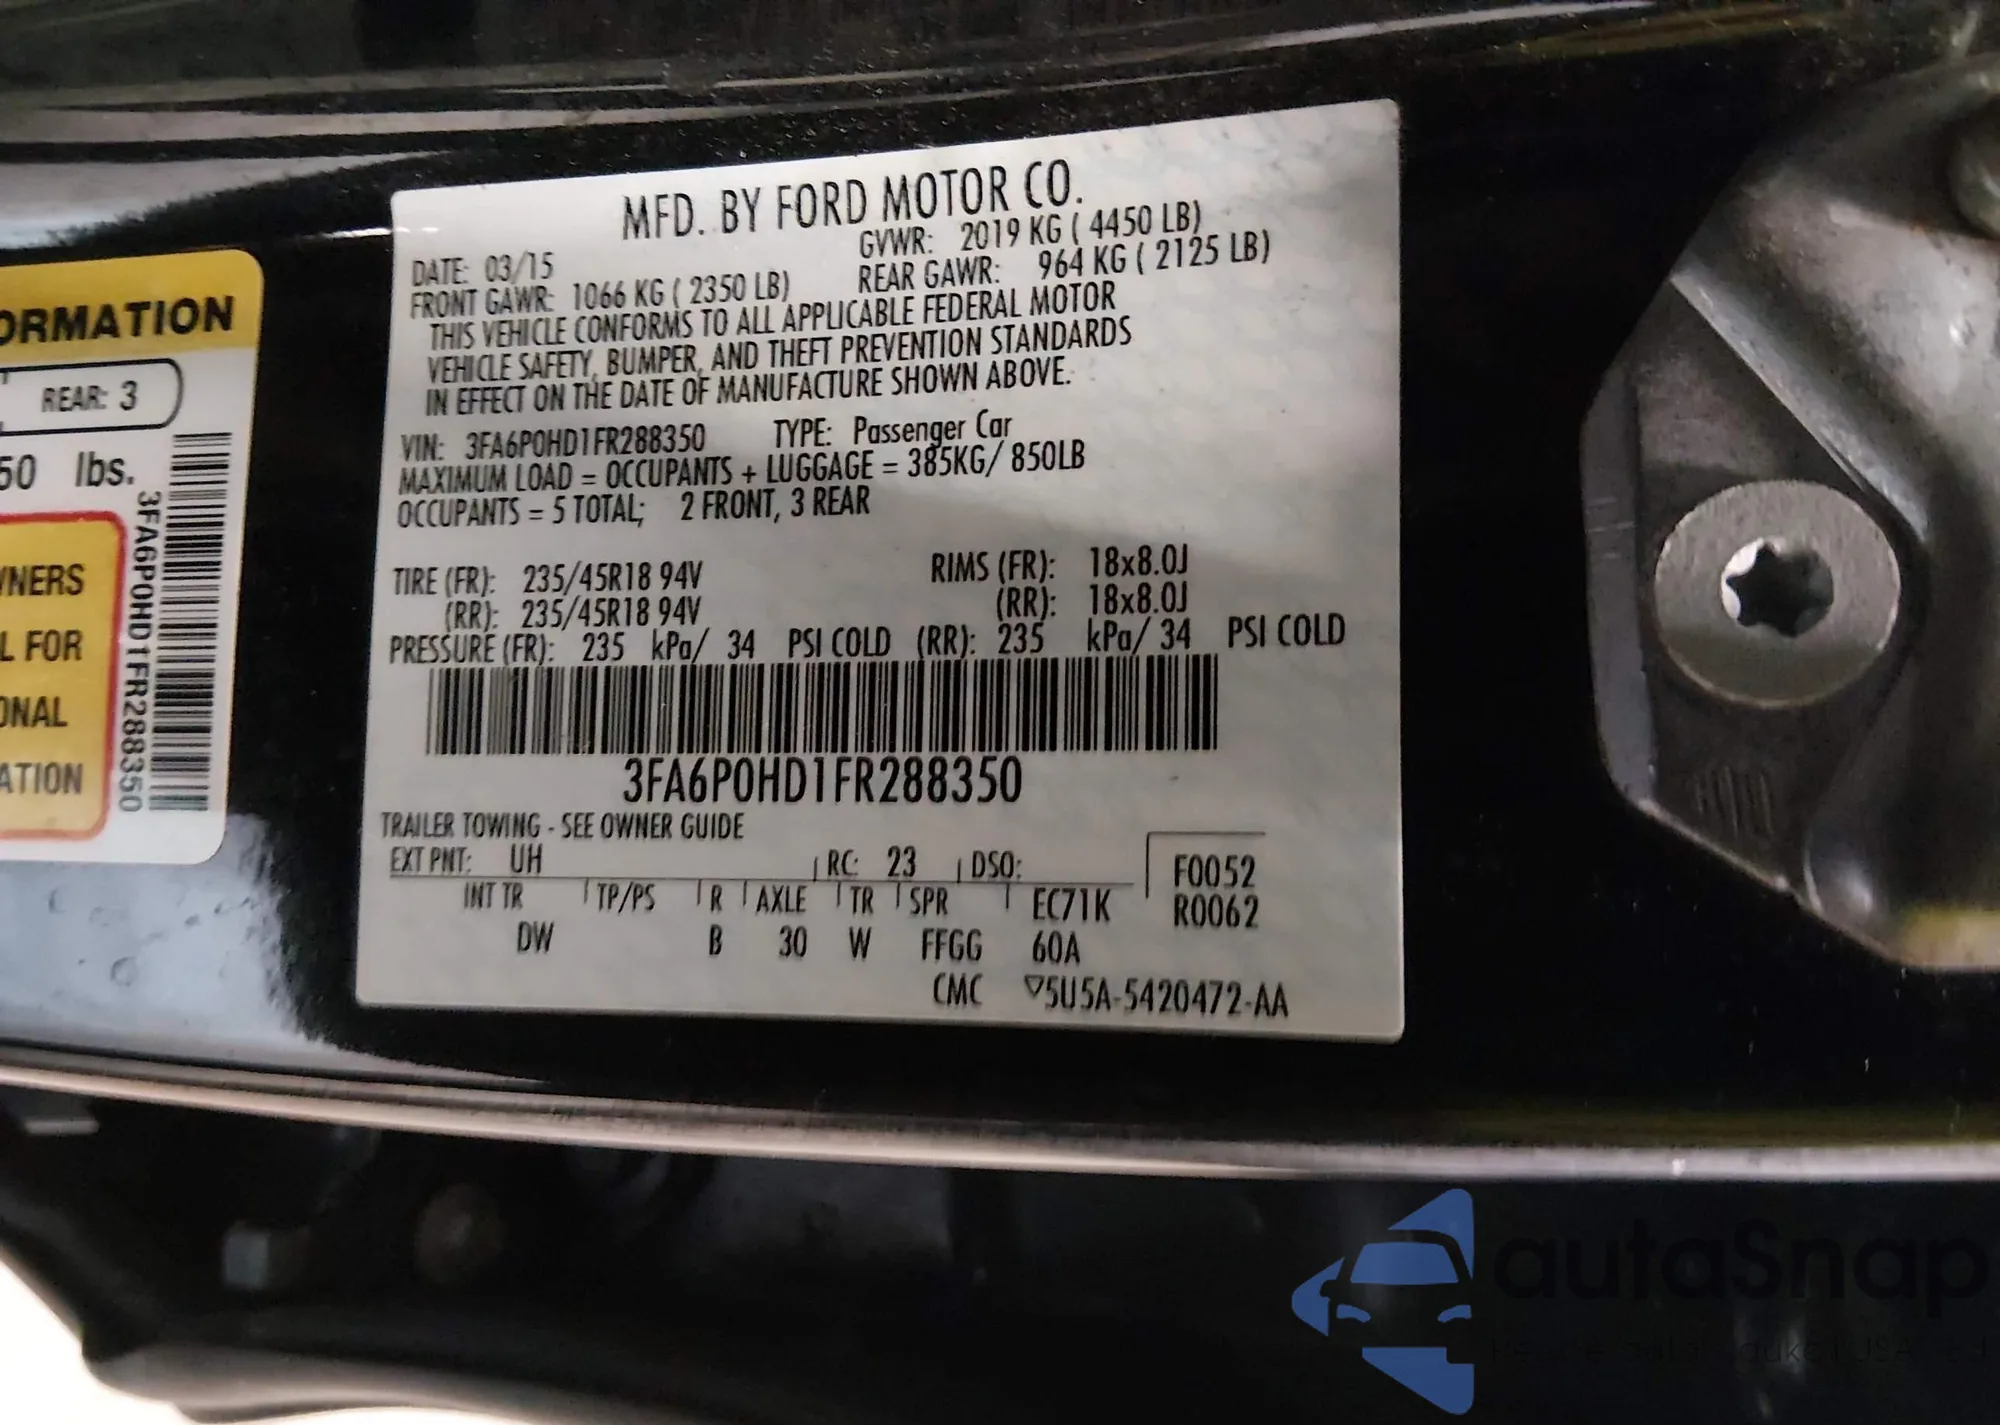 MFD. BY FORD MOTOR CO.
DATE: 03/15 GVWR: 2019 KG ( 4450 LB)
FRONT GAWR: 1066 KG ( 2350 LB) REAR GAWR: 964 KG ( 2125 LB)
THIS VEHICLE CONFORMS TO ALL APPLICABLE FEDERAL MOTOR
VEHICLE SAFETY, BUMPER, AND THEFT PREVENTION STANDARDS
IN EFFECT ON THE DATE OF MANUFACTURE SHOWN ABOVE.
VIN: 3FA6P0HD1FR288350 TYPE: Passenger Car
MAXIMUM LOAD = OCCUPANTS + LUGGAGE = 385KG/ 850LB
OCCUPANTS = 5 TOTAL; 2 FRONT, 3 REAR
TIRE (FR): 235/45R18 94V RIMS (FR): 18x8.0J
(RR): 235/45R18 94V (RR): 18x8.0J
PRESSURE (FR): 235 kPa/ 34 PSI COLD (RR): 235 kPa/ 34 PSI COLD
3FA6P0HD1FR288350
TRAILER TOWING - SEE OWNER GUIDE
EXT PNT: UH RC: 23 DSO: F0052
INT TR TP/PS R AXLE TR SPR EC71K R0062
DW B 30 W FFGG 60A
CMC 5U5A-5420472-AA
ORMATION
REAR: 3
50 lbs.
3FA6P0HD1FR288350
WNERS
L FOR
ONAL
ATION
autoSnap